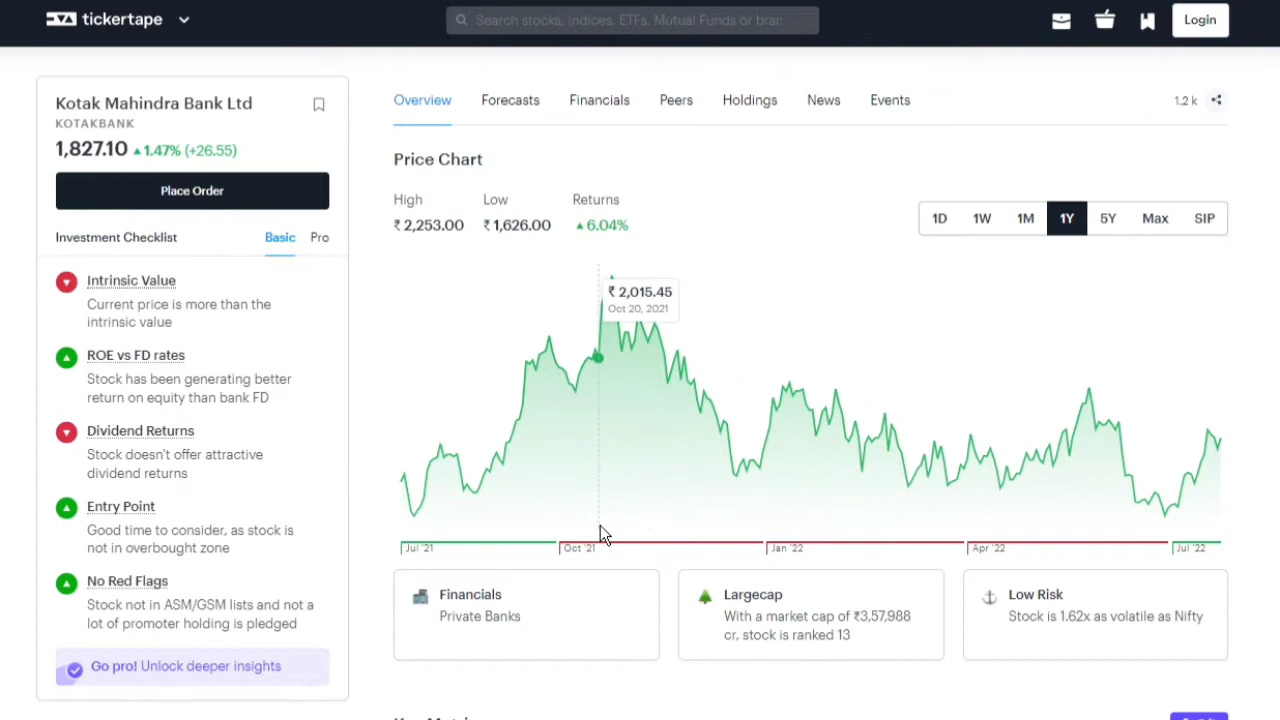 tickertape
Search stocks, indices, ETFs, Mutual Funds or bran
Login
Kotak Mahindra Bank Ltd
KOTAKBANK
1,827.10 ▲1.47% (+26.55)
Place Order
Investment Checklist Basic Pro
Intrinsic Value
Current price is more than the
intrinsic value
ROE vs FD rates
Stock has been generating better
return on equity than bank FD
Dividend Returns
Stock doesn't offer attractive
dividend returns
Entry Point
Good time to consider, as stock is
not in overbought zone
No Red Flags
Stock not in ASM/GSM lists and not a
lot of promoter holding is pledged
Go pro! Unlock deeper insights
Overview Forecasts Financials Peers Holdings News Events 1.2 k
Price Chart
High Low Returns
₹ 2,253.00 ₹ 1,626.00 ▲ 6.04%
1D 1W 1M 1Y 5Y Max SIP
₹ 2,015.45
Oct 20, 2021
Jul '21 Oct '21 Jan '22 Apr '22 Jul '22
Financials
Private Banks
Largecap
With a market cap of ₹3,57,988
cr, stock is ranked 13
Low Risk
Stock is 1.62x as volatile as Nifty